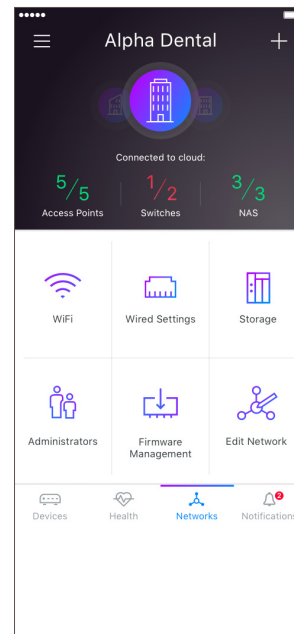 Alpha Dental
Connected to cloud:
5/5 1/2 3/3
Access Points Switches NAS
WiFi Wired Settings Storage
Administrators Firmware Management Edit Network
2
Devices Health Networks Notifications